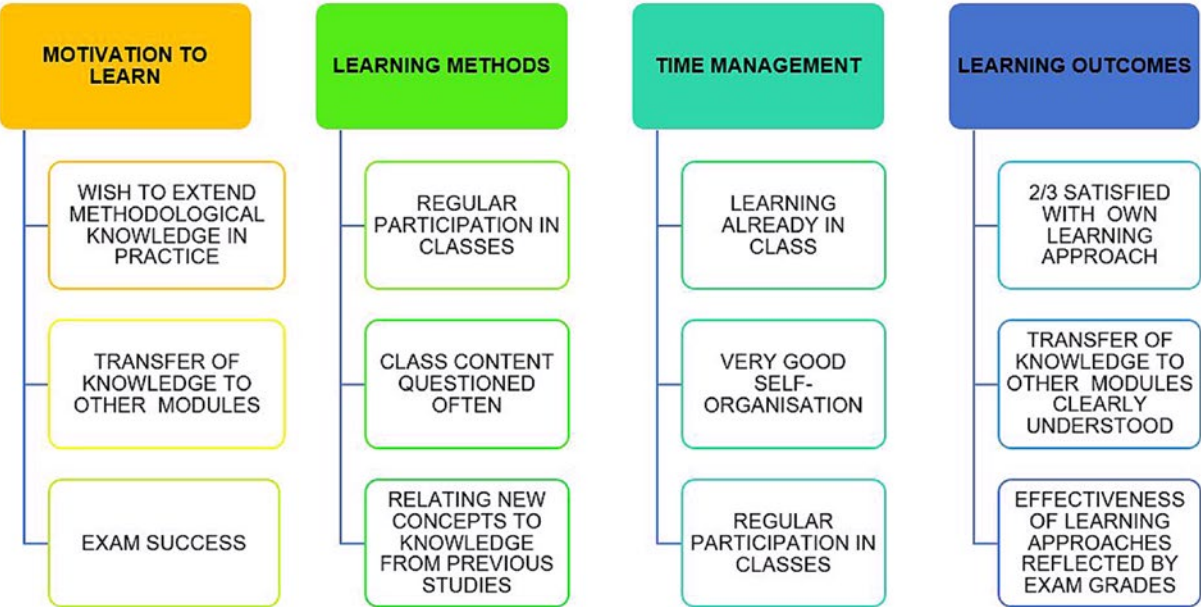 MOTIVATION TO
LEARN
WISH TO EXTEND
METHODOLOGICAL
KNOWLEDGE IN
PRACTICE
TRANSFER OF
KNOWLEDGE TO
OTHER MODULES
EXAM SUCCESS
LEARNING METHODS
REGULAR
PARTICIPATION IN
CLASSES
CLASS CONTENT
QUESTIONED
OFTEN
RELATING NEW
CONCEPTS TO
KNOWLEDGE
FROM PREVIOUS
STUDIES
TIME MANAGEMENT
LEARNING
ALREADY IN
CLASS
VERY GOOD
SELF-
ORGANISATION
REGULAR
PARTICIPATION IN
CLASSES
LEARNING OUTCOMES
2/3 SATISFIED
WITH OWN
LEARNING
APPROACH
TRANSFER OF
KNOWLEDGE TO
OTHER MODULES
CLEARLY
UNDERSTOOD
EFFECTIVENESS
OF LEARNING
APPROACHES
REFLECTED BY
EXAM GRADES